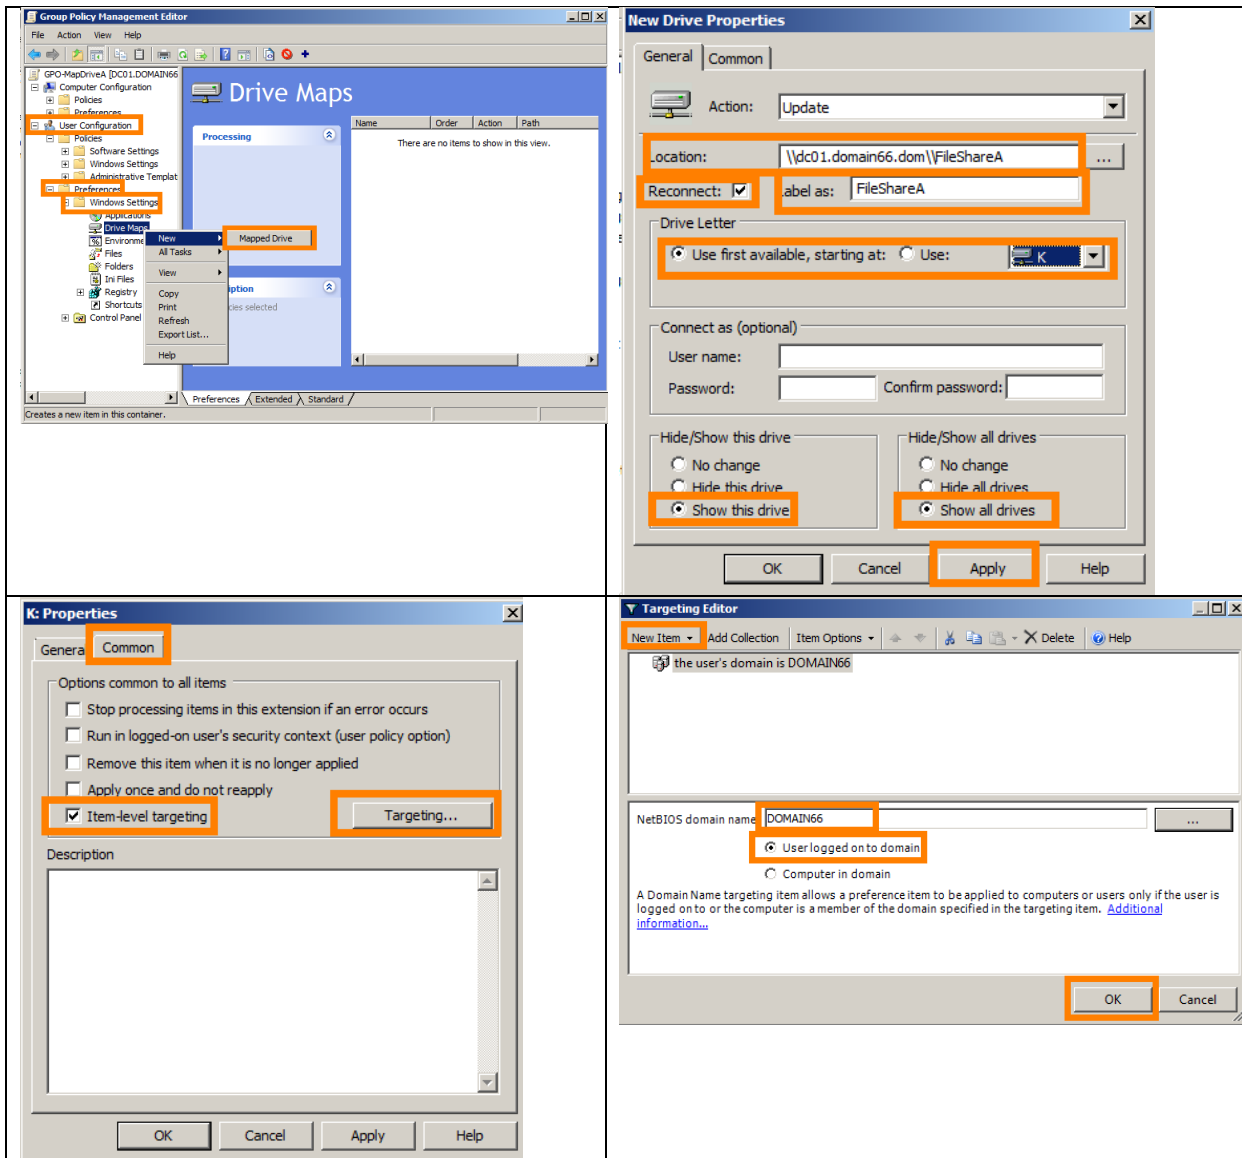 Group Policy Management Editor
File Action View Help
GPO-MapDriveA [DC01.DOMAIN66
Computer Configuration
Policies
Preferences
User Configuration
Policies
Software Settings
Windows Settings
Administrative Templat
Preferences
Windows Settings
Applications
Drive Maps
Environme
Files
Folders
Ini Files
Registry
Shortcuts
Control Panel
New
All Tasks
View
Copy
Print
Refresh
Export List...
Help
Mapped Drive
Drive Maps
Processing
Name Order Action Path
There are no items to show in this view.
iption
cies selected
Preferences Extended Standard
Creates a new item in this container.
New Drive Properties
General Common
Action: Update
Location: \\dc01.domain66.dom\\FileShareA ...
Reconnect: Label as: FileShareA
Drive Letter
Use first available, starting at: Use: K
Connect as (optional)
User name:
Password: Confirm password:
Hide/Show this drive Hide/Show all drives
No change No change
Hide this drive Hide all drives
Show this drive Show all drives
OK Cancel Apply Help
K: Properties
General Common
Options common to all items
Stop processing items in this extension if an error occurs
Run in logged-on user's security context (user policy option)
Remove this item when it is no longer applied
Apply once and do not reapply
Item-level targeting Targeting...
Description
OK Cancel Apply Help
Targeting Editor
New Item Add Collection Item Options Delete Help
the user's domain is DOMAIN66
NetBIOS domain name DOMAIN66 ...
User logged on to domain
Computer in domain
A Domain Name targeting item allows a preference item to be applied to computers or users only if the user is
logged on to or the computer is a member of the domain specified in the targeting item. Additional
information...
OK Cancel